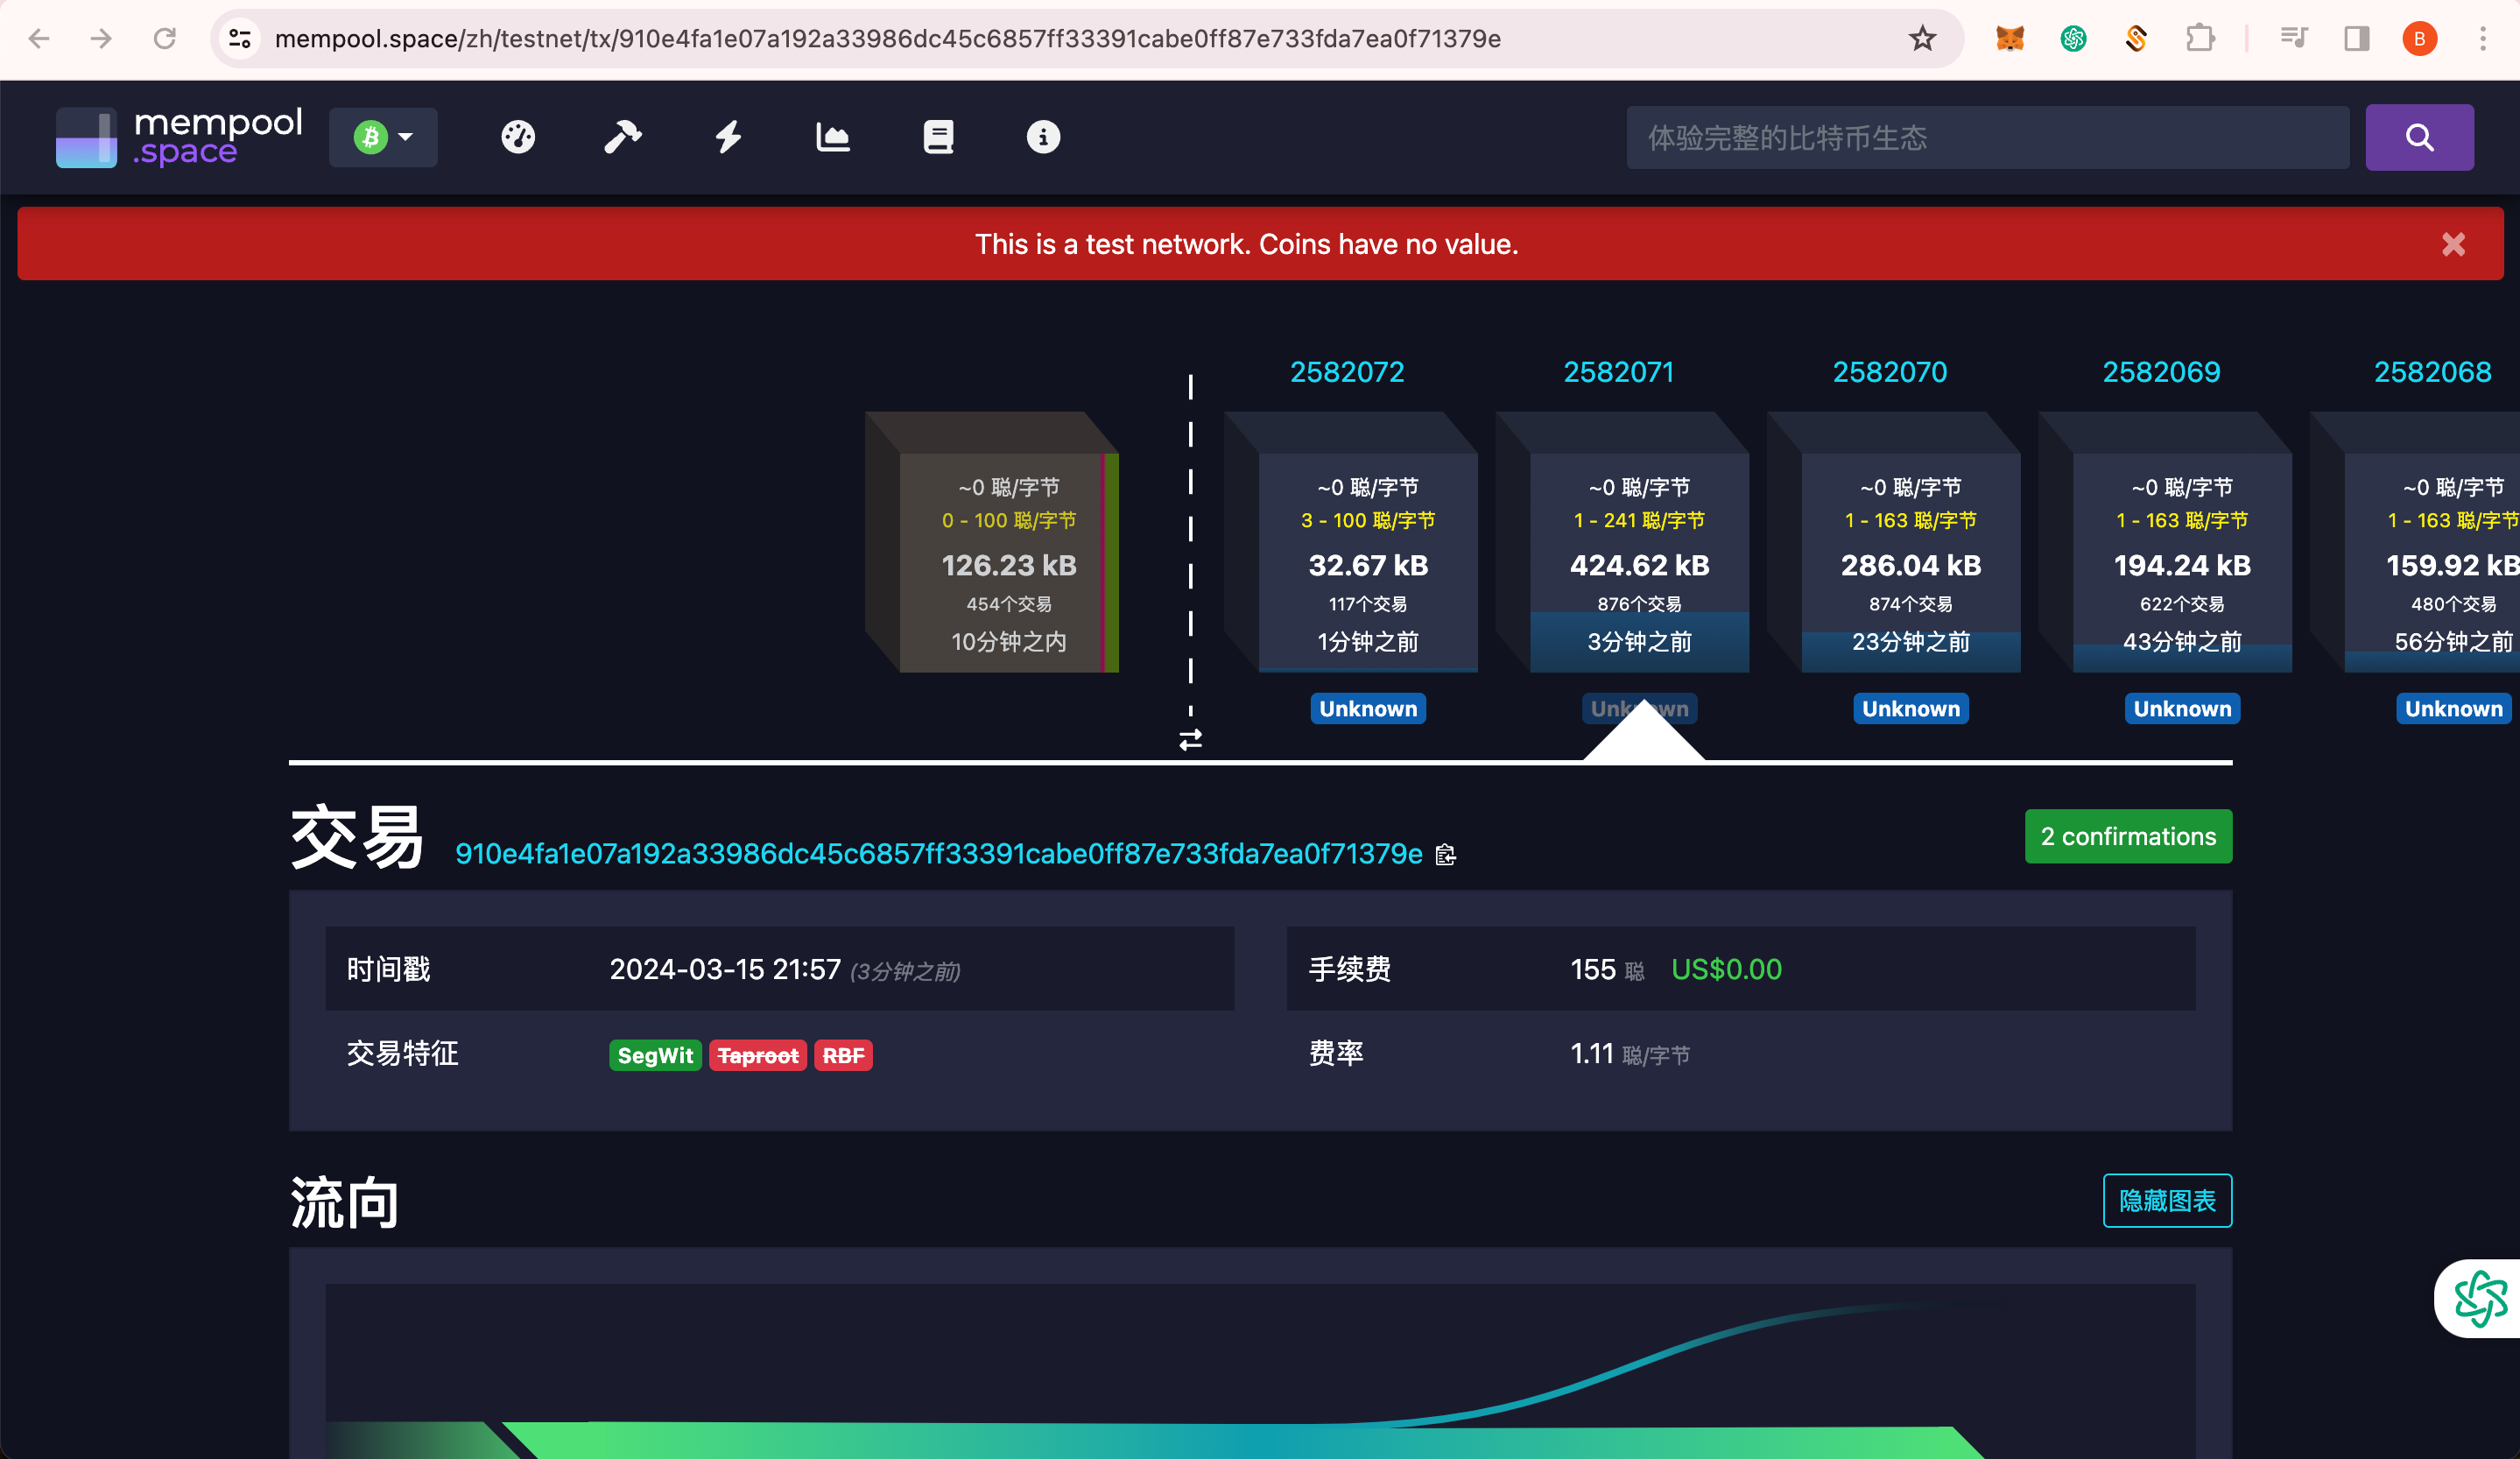 mempool.space/zh/testnet/tx/910e4fa1e07a192a33986dc45c6857ff33391cabe0ff87e733fda7ea0f71379e
B
mempool
.space
体验完整的比特币生态
This is a test network. Coins have no value.
2582072
2582071
2582070
2582069
2582068
~0 聪/字节
0 - 100 聪/字节
126.23 kB
454个交易
10分钟之内
~0 聪/字节
3 - 100 聪/字节
32.67 kB
117个交易
1分钟之前
Unknown
~0 聪/字节
1 - 241 聪/字节
424.62 kB
876个交易
3分钟之前
Unknown
~0 聪/字节
1 - 163 聪/字节
286.04 kB
874个交易
23分钟之前
Unknown
~0 聪/字节
1 - 163 聪/字节
194.24 kB
622个交易
43分钟之前
Unknown
~0 聪/字节
1 - 163 聪/字节
159.92 kB
480个交易
56分钟之前
Unknown
交易 910e4fa1e07a192a33986dc45c6857ff33391cabe0ff87e733fda7ea0f71379e
2 confirmations
时间戳 2024-03-15 21:57 (3分钟之前)
手续费 155 聪 US$0.00
交易特征 SegWit Taproot RBF
费率 1.11 聪/字节
流向
隐藏图表